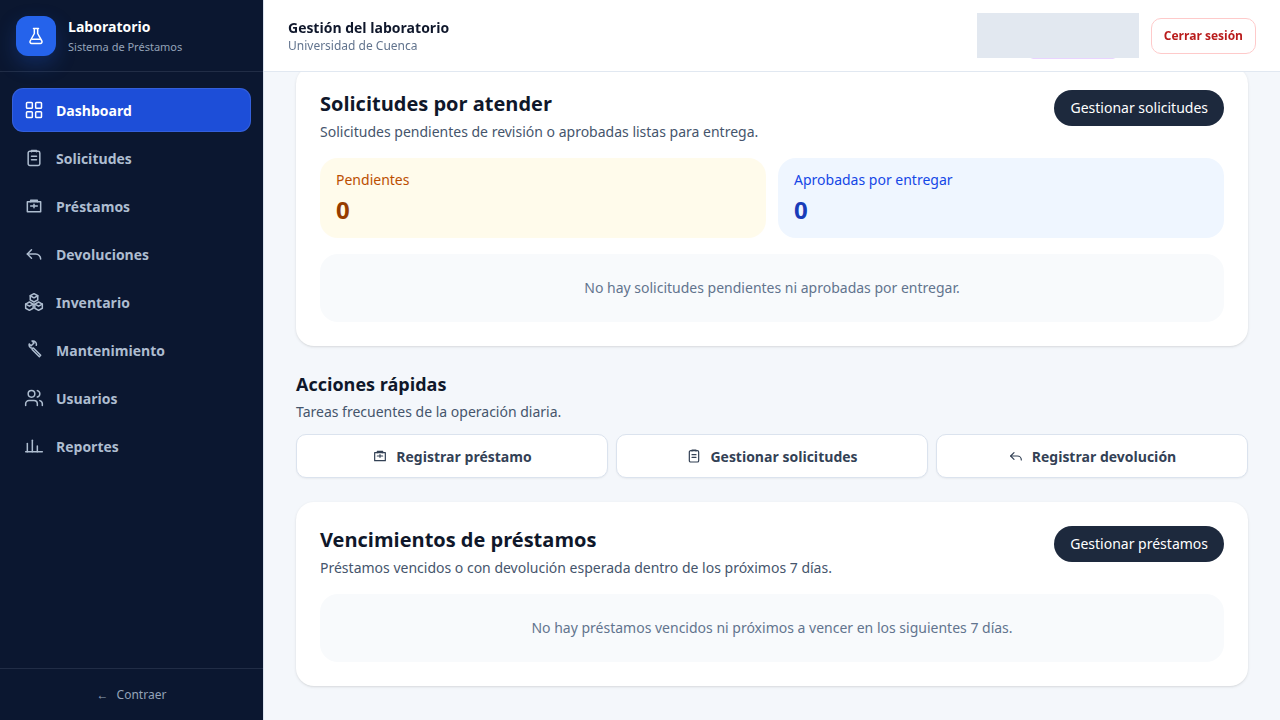 Laboratorio
Sistema de Préstamos
Dashboard
Solicitudes
Préstamos
Devoluciones
Inventario
Mantenimiento
Usuarios
Reportes
← Contraer
Gestión del laboratorio
Universidad de Cuenca
Cerrar sesión
Solicitudes por atender
Solicitudes pendientes de revisión o aprobadas listas para entrega.
Gestionar solicitudes
Pendientes
0
Aprobadas por entregar
0
No hay solicitudes pendientes ni aprobadas por entregar.
Acciones rápidas
Tareas frecuentes de la operación diaria.
Registrar préstamo
Gestionar solicitudes
Registrar devolución
Vencimientos de préstamos
Préstamos vencidos o con devolución esperada dentro de los próximos 7 días.
Gestionar préstamos
No hay préstamos vencidos ni próximos a vencer en los siguientes 7 días.